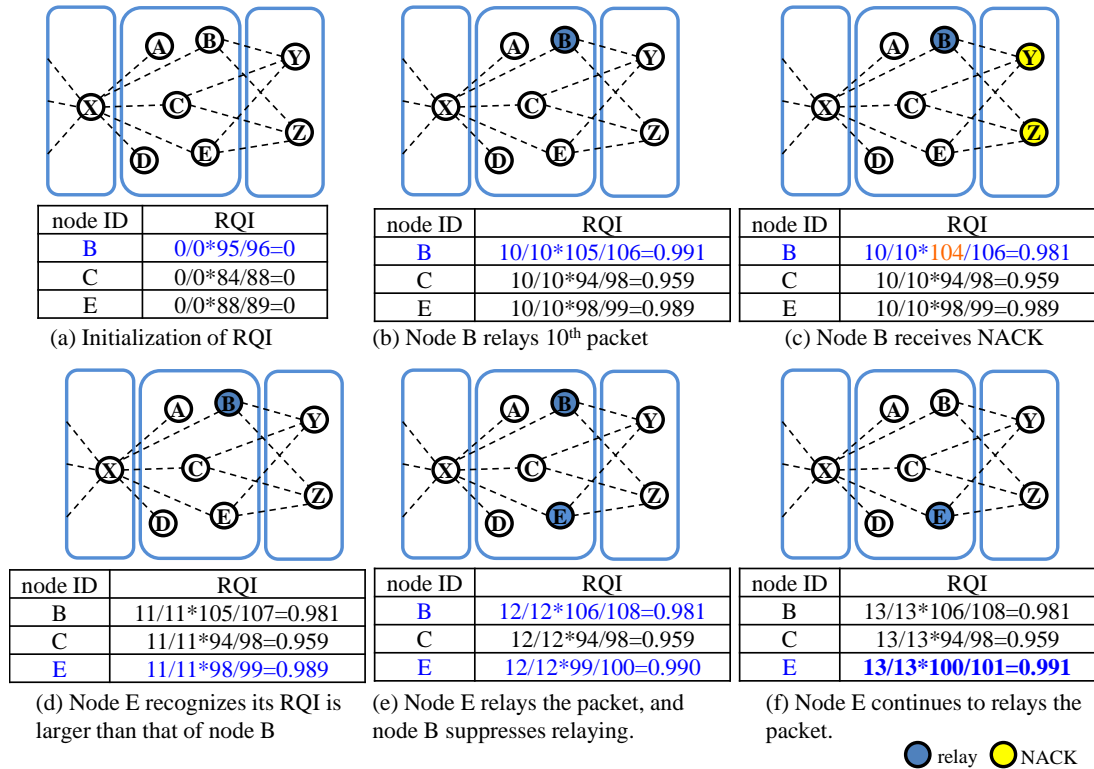 A B Y X C Z D E
node ID RQI
B 0/0*95/96=0
C 0/0*84/88=0
E 0/0*88/89=0
(a) Initialization of RQI
A B Y X C Z D E
node ID RQI
B 10/10*105/106=0.991
C 10/10*94/98=0.959
E 10/10*98/99=0.989
(b) Node B relays 10th packet
A B Y X C Z D E
node ID RQI
B 10/10*104/106=0.981
C 10/10*94/98=0.959
E 10/10*98/99=0.989
(c) Node B receives NACK
A B Y X C Z D E
node ID RQI
B 11/11*105/107=0.981
C 11/11*94/98=0.959
E 11/11*98/99=0.989
(d) Node E recognizes its RQI is
larger than that of node B
A B Y X C Z D E
node ID RQI
B 12/12*106/108=0.981
C 12/12*94/98=0.959
E 12/12*99/100=0.990
(e) Node E relays the packet, and
node B suppresses relaying.
A B Y X C Z D E
node ID RQI
B 13/13*106/108=0.981
C 13/13*94/98=0.959
E 13/13*100/101=0.991
(f) Node E continues to relays the
packet.
relay NACK